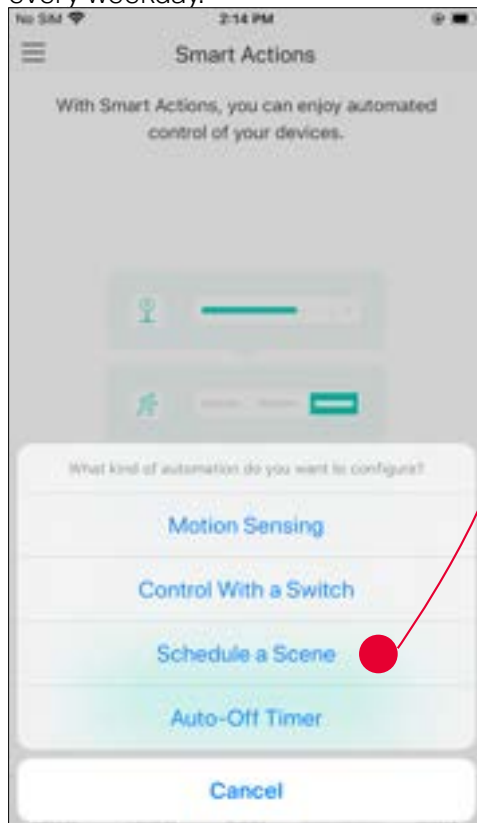 every weekday.
No SIM 2:14 PM
Smart Actions
With Smart Actions, you can enjoy automated
control of your devices.
What kind of automation do you want to configure?
Motion Sensing
Control With a Switch
Schedule a Scene
Auto-Off Timer
Cancel